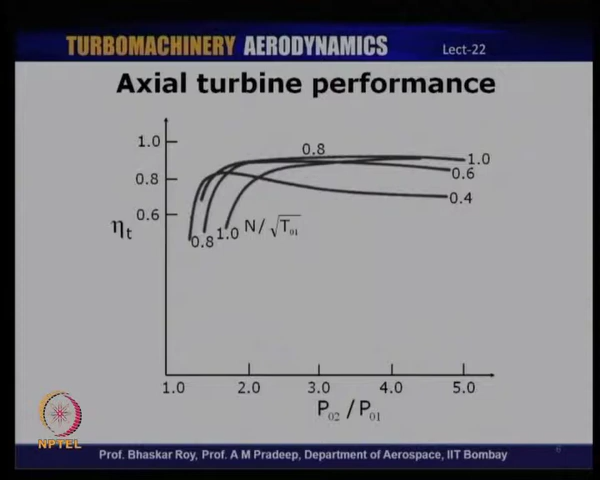 TURBOMACHINERY AERODYNAMICS Lect-22
Axial turbine performance
1.0
0.8
0.6
ηt
0.8
1.0
0.6
0.4
0.8 1.0 N/√T01
1.0 2.0 3.0 4.0 5.0
P02 / P01
NPTEL
Prof. Bhaskar Roy, Prof. A M Pradeep, Department of Aerospace, IIT Bombay
6